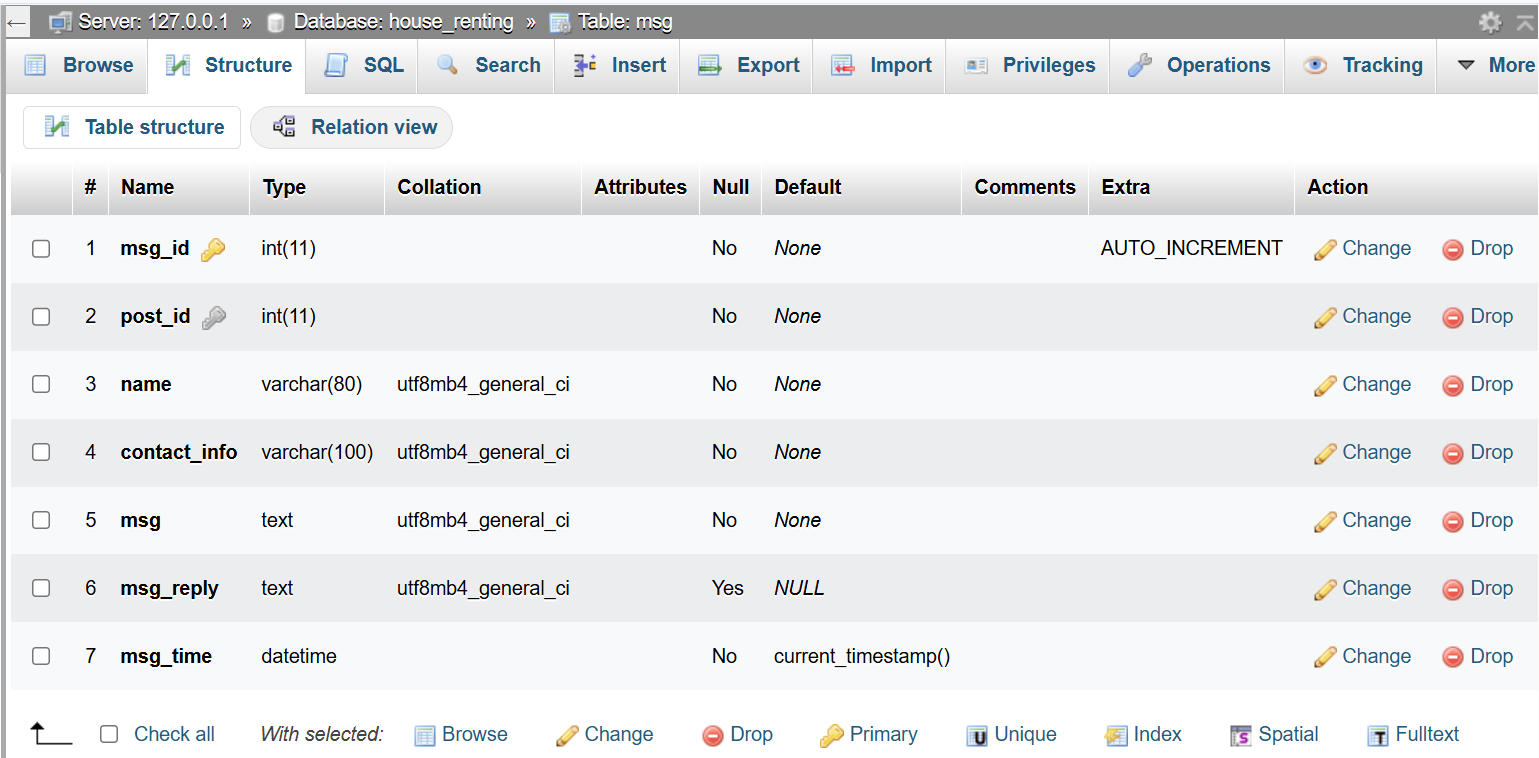 ← Server: 127.0.0.1 » Database: house_renting » Table: msg
Browse Structure SQL Search Insert Export Import Privileges Operations Tracking More
Table structure Relation view
# Name Type Collation Attributes Null Default Comments Extra Action
1 msg_id int(11) No None AUTO_INCREMENT Change Drop
2 post_id int(11) No None Change Drop
3 name varchar(80) utf8mb4_general_ci No None Change Drop
4 contact_info varchar(100) utf8mb4_general_ci No None Change Drop
5 msg text utf8mb4_general_ci No None Change Drop
6 msg_reply text utf8mb4_general_ci Yes NULL Change Drop
7 msg_time datetime No current_timestamp() Change Drop
Check all With selected: Browse Change Drop Primary Unique Index Spatial Fulltext